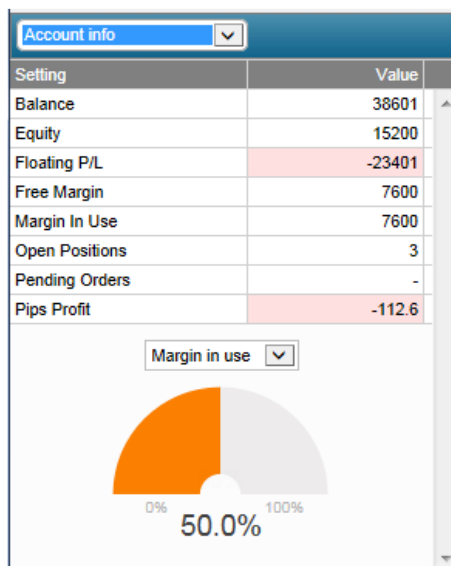 Account info
Setting Value
Balance 38601
Equity 15200
Floating P/L -23401
Free Margin 7600
Margin In Use 7600
Open Positions 3
Pending Orders -
Pips Profit -112.6
Margin in use
0% 100%
50.0%